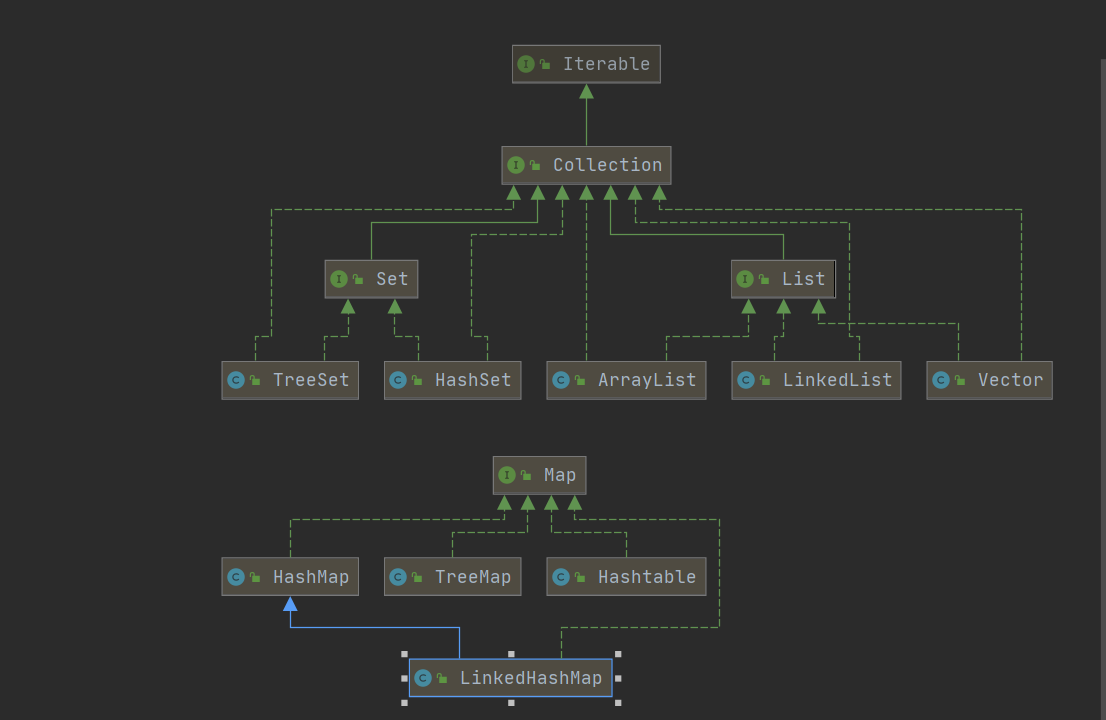 I Iterable
I Collection
I Set
I List
C TreeSet
C HashSet
C ArrayList
C LinkedList
C Vector
I Map
C HashMap
C TreeMap
C Hashtable
C LinkedHashMap